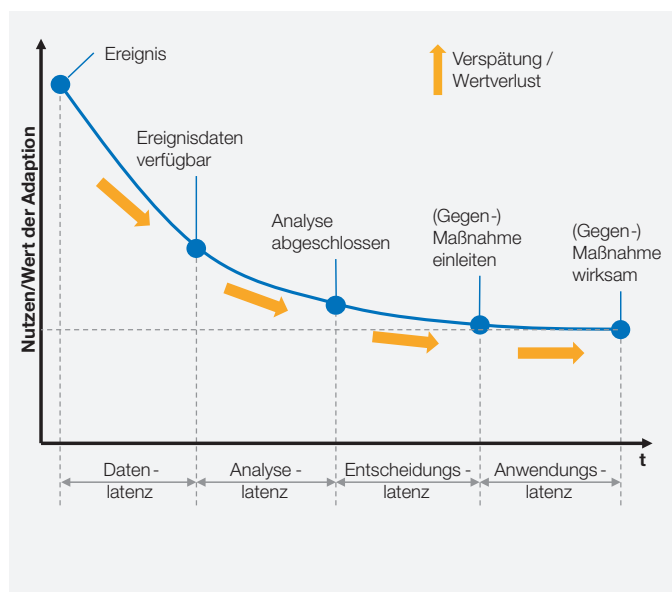 Ereignis
Verspätung /
Wertverlust
Ereignisdaten
verfügbar
Analyse
abgeschlossen
(Gegen-)
Maßnahme
einleiten
(Gegen-)
Maßnahme
wirksam
Nutzen/Wert der Adaption
t
Daten-
latenz
Analyse-
latenz
Entscheidungs-
latenz
Anwendungs-
latenz